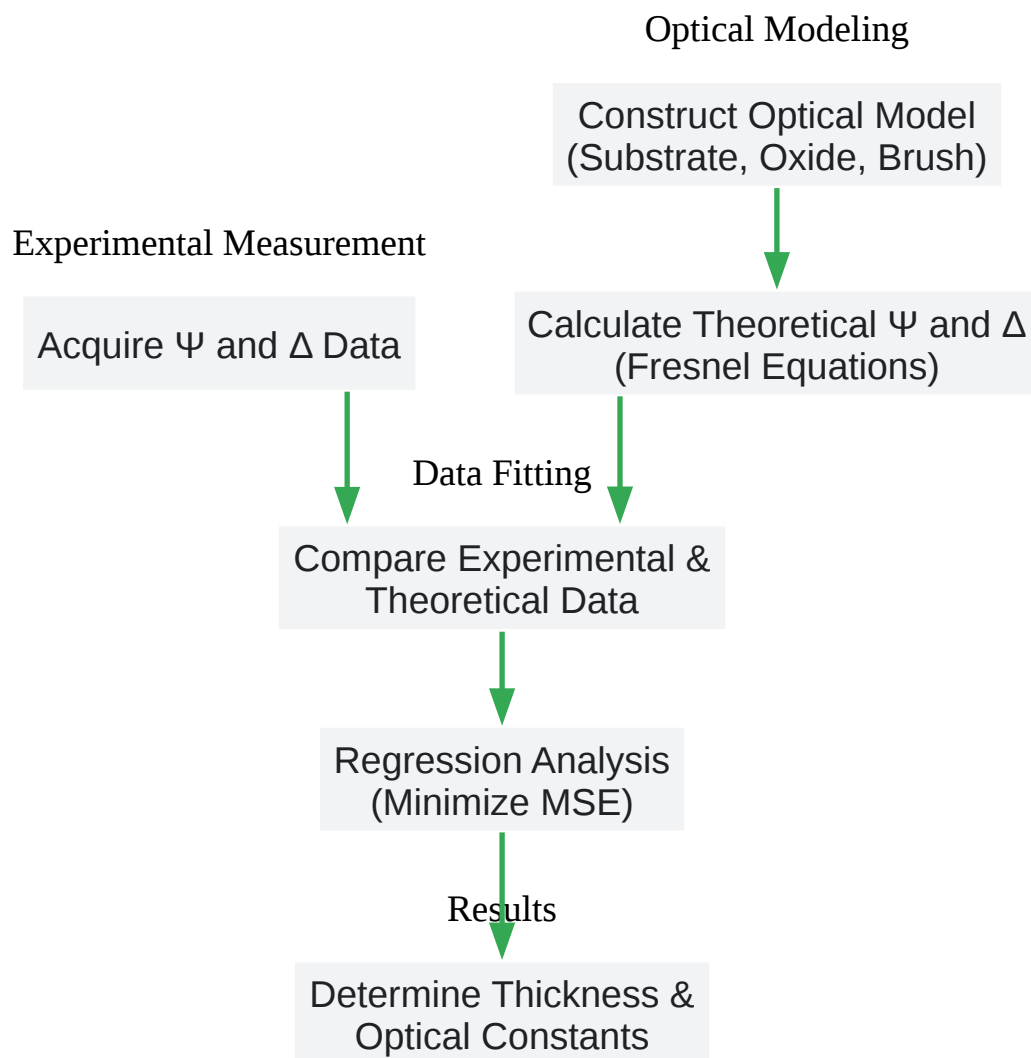 Optical Modeling
Construct Optical Model
(Substrate, Oxide, Brush)
Experimental Measurement
Acquire Ψ and Δ Data
Calculate Theoretical Ψ and Δ
(Fresnel Equations)
Data Fitting
Compare Experimental &
Theoretical Data
Regression Analysis
(Minimize MSE)
Results
Determine Thickness &
Optical Constants